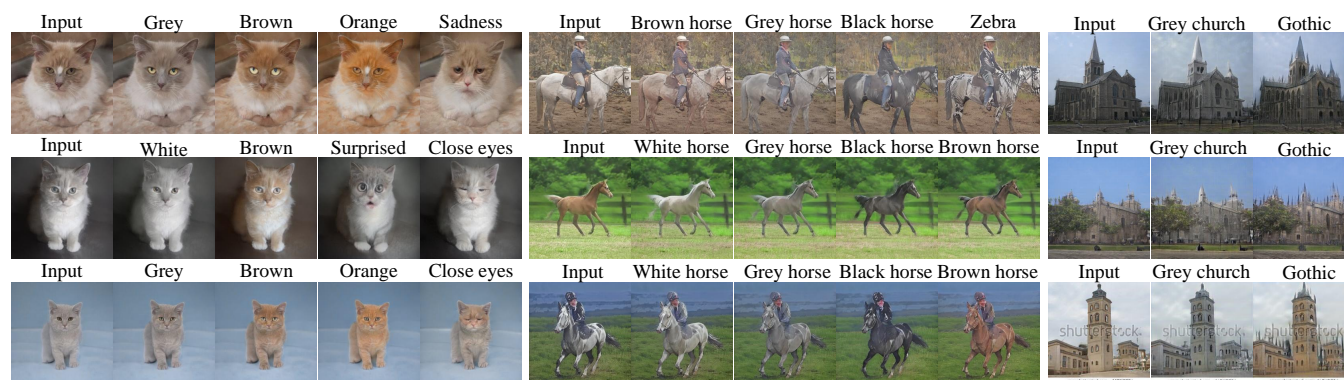 Input Grey Brown Orange Sadness
Input Brown horse Grey horse Black horse Zebra
Input Grey church Gothic
Input White Brown Surprised Close eyes
Input White horse Grey horse Black horse Brown horse
Input Grey church Gothic
Input Grey Brown Orange Close eyes
Input White horse Grey horse Black horse Brown horse
Input Grey church Gothic
shutterstock shutterstock shutterstock